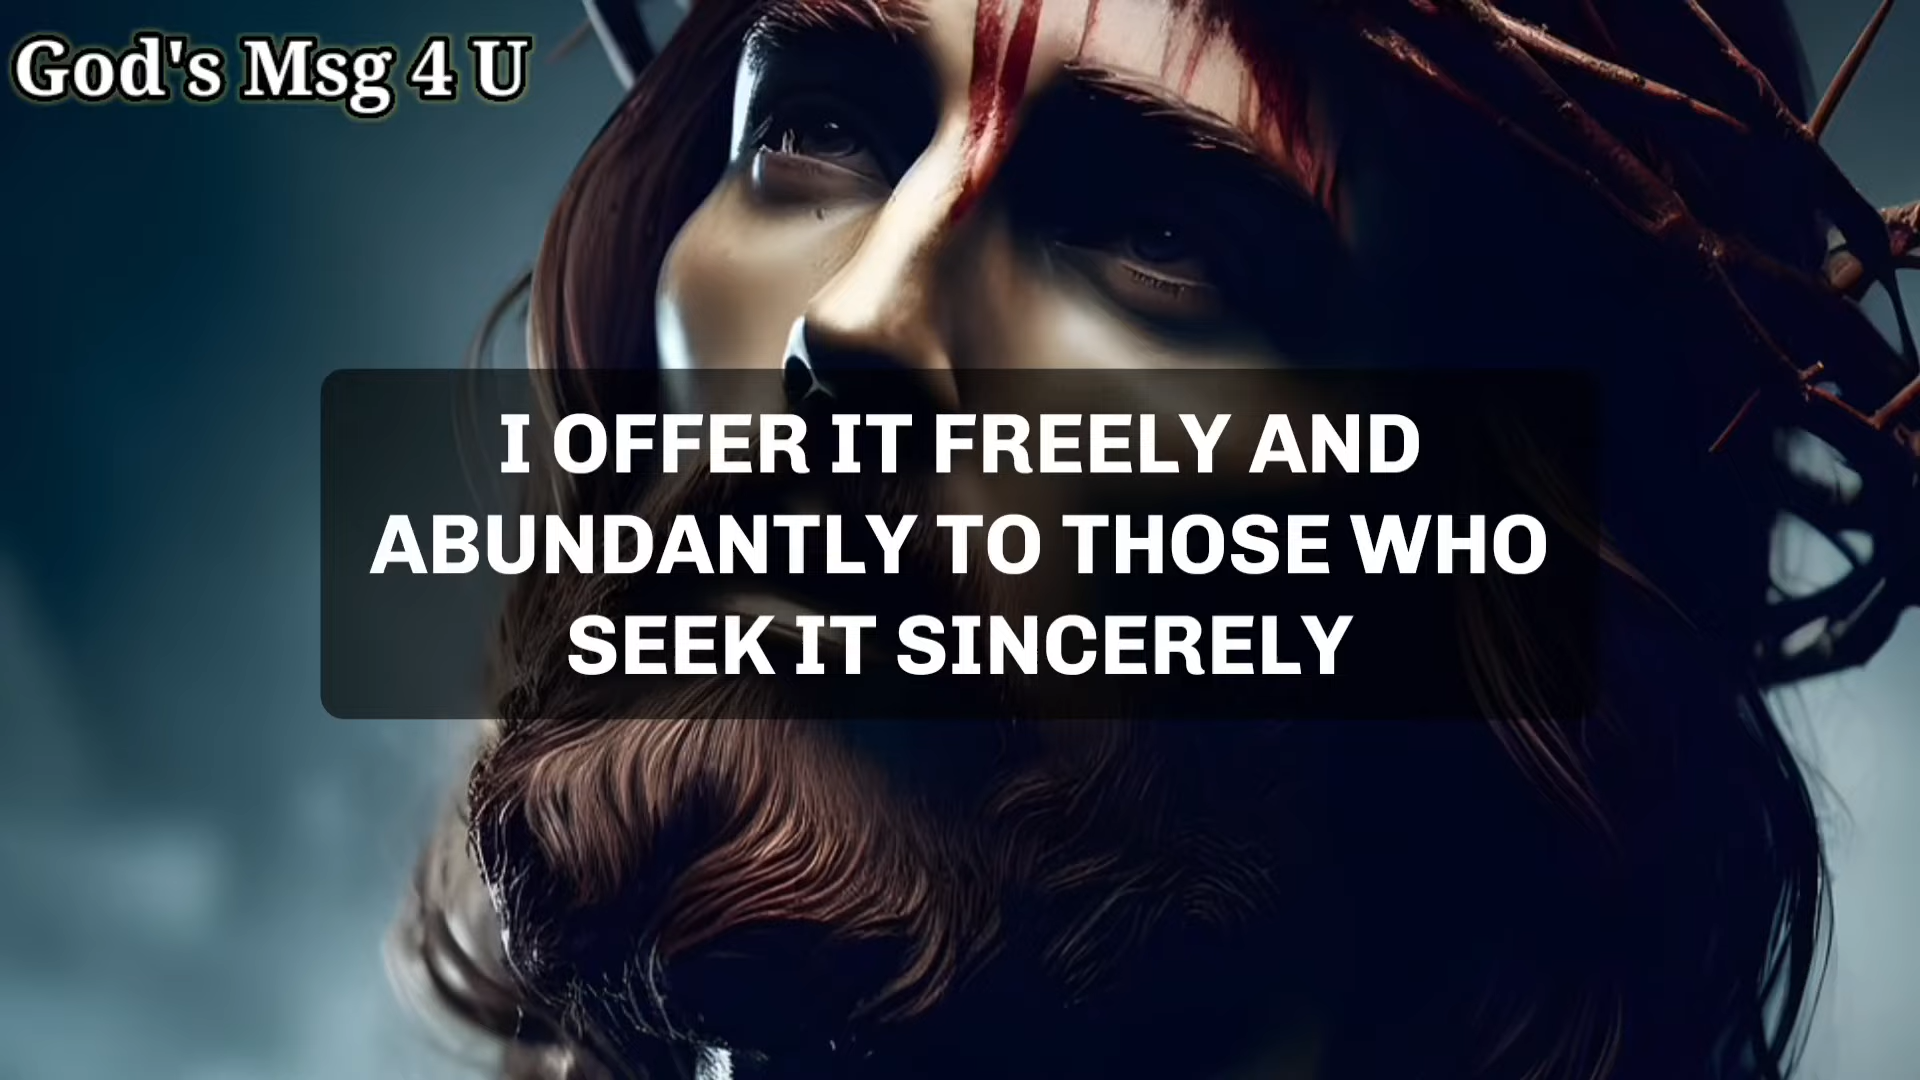 God's Msg 4 U
I OFFER IT FREELY AND
ABUNDANTLY TO THOSE WHO
SEEK IT SINCERELY